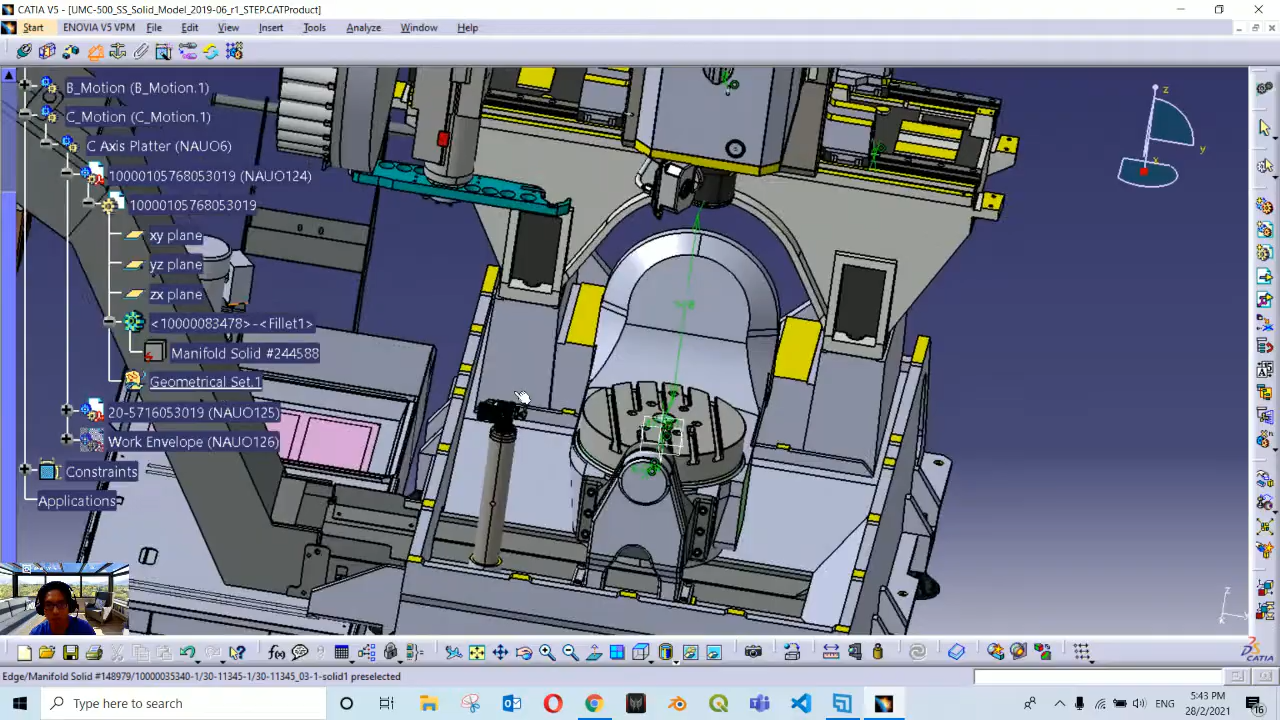 CATIA V5 - [UMC-500_SS_Solid_Model_2019-06_r1_STEP.CATProduct]
Start ENOVIA V5 VPM File Edit View Insert Tools Analyze Window Help
B_Motion (B_Motion.1)
C_Motion (C_Motion.1)
C Axis Platter (NAUO6)
10000105768053019 (NAUO124)
10000105768053019
xy plane
yz plane
zx plane
<10000083478>-<Fillet1>
Manifold Solid #244588
Geometrical Set.1
20-5716053019 (NAUO125)
Work Envelope (NAUO126)
Constraints
Applications
z
y
x
z
f(x)
CATIA
Edge/Manifold Solid #148979/10000035340-1/30-11345-1/30-11345_03-1-solid1 preselected
Type here to search
ENG
5:43 PM
28/2/2021
16